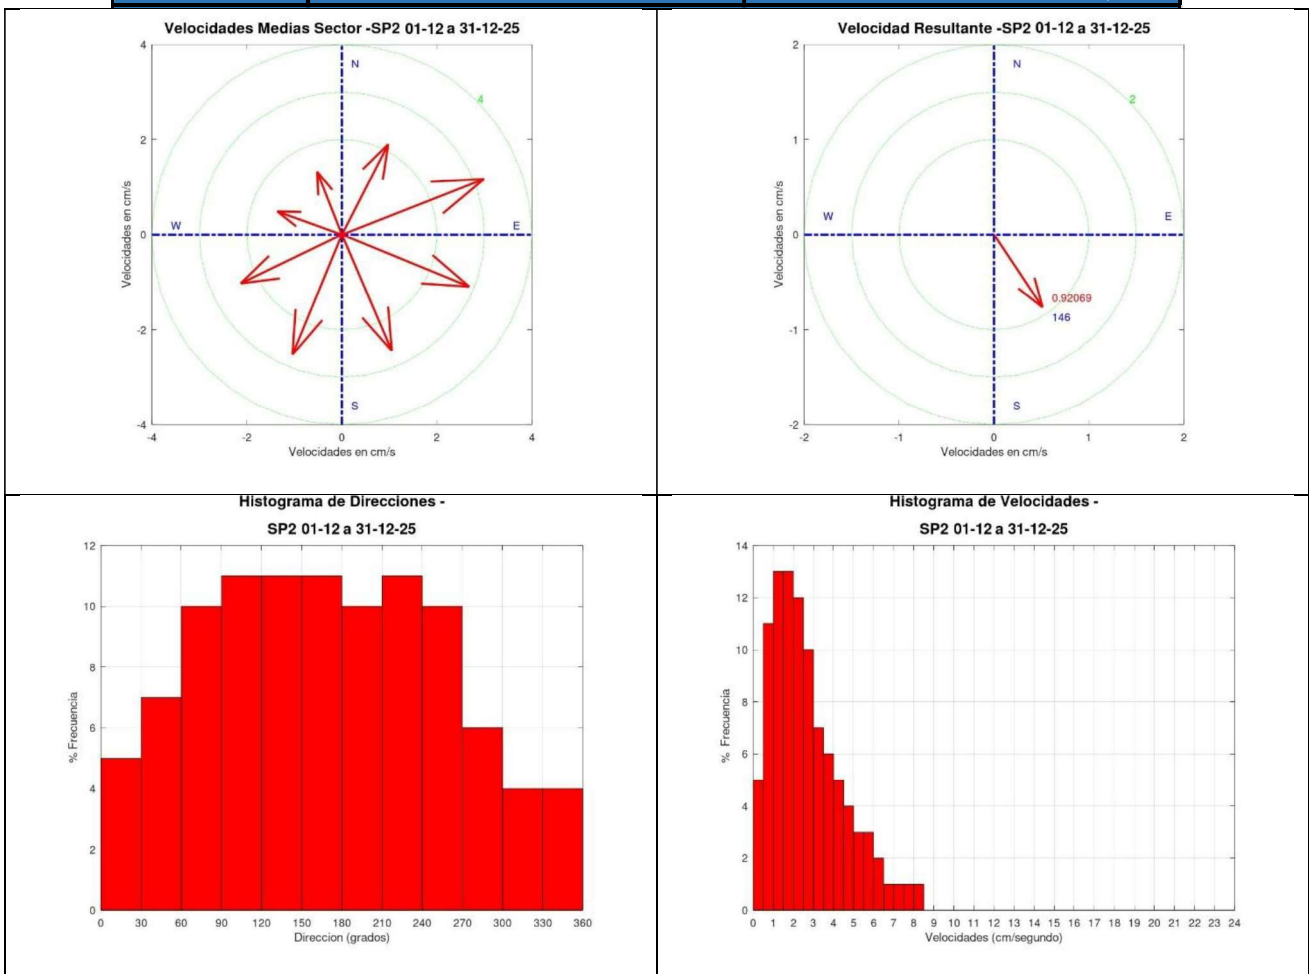 Velocidades Medias Sector -SP2 01-12 a 31-12-25
4
2
0
-2
-4
-4
-2
0
2
4
N
4
W
E
S
Velocidades en cm/s
Velocidades en cm/s
Velocidad Resultante -SP2 01-12 a 31-12-25
2
1
0
-1
-2
-2
-1
0
1
2
N
2
W
E
0.92069
146
S
Velocidades en cm/s
Velocidades en cm/s
Histograma de Direcciones -
SP2 01-12 a 31-12-25
12
10
8
6
4
2
0
0 30 60 90 120 150 180 210 240 270 300 330 360
% Frecuencia
Direccion (grados)
Histograma de Velocidades -
SP2 01-12 a 31-12-25
14
12
10
8
6
4
2
0
0 1 2 3 4 5 6 7 8 9 10 11 12 13 14 15 16 17 18 19 20 21 22 23 24
% Frecuencia
Velocidades (cm/segundo)